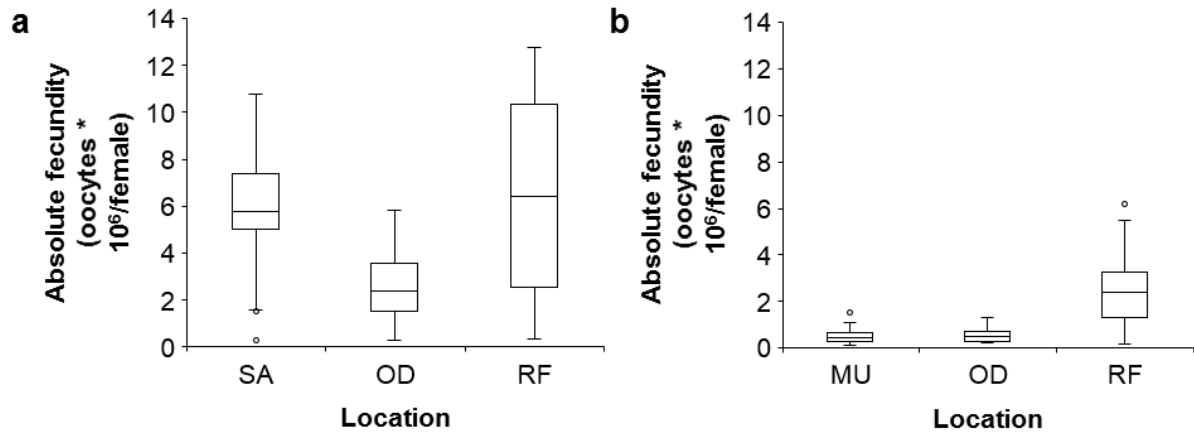 a
Absolute fecundity
(oocytes *
10⁶/female)
14
12
10
8
6
4
2
0
SA OD RF
Location
b
Absolute fecundity
(oocytes *
10⁶/female)
14
12
10
8
6
4
2
0
MU OD RF
Location